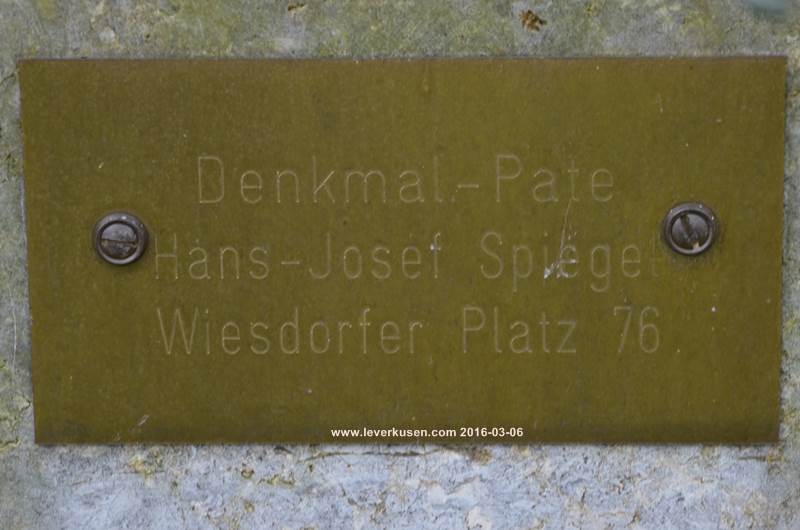 Denkmal-Pate
Hans-Josef Spiegel
Wiesdorfer Platz 76
www.leverkusen.com 2016-03-06